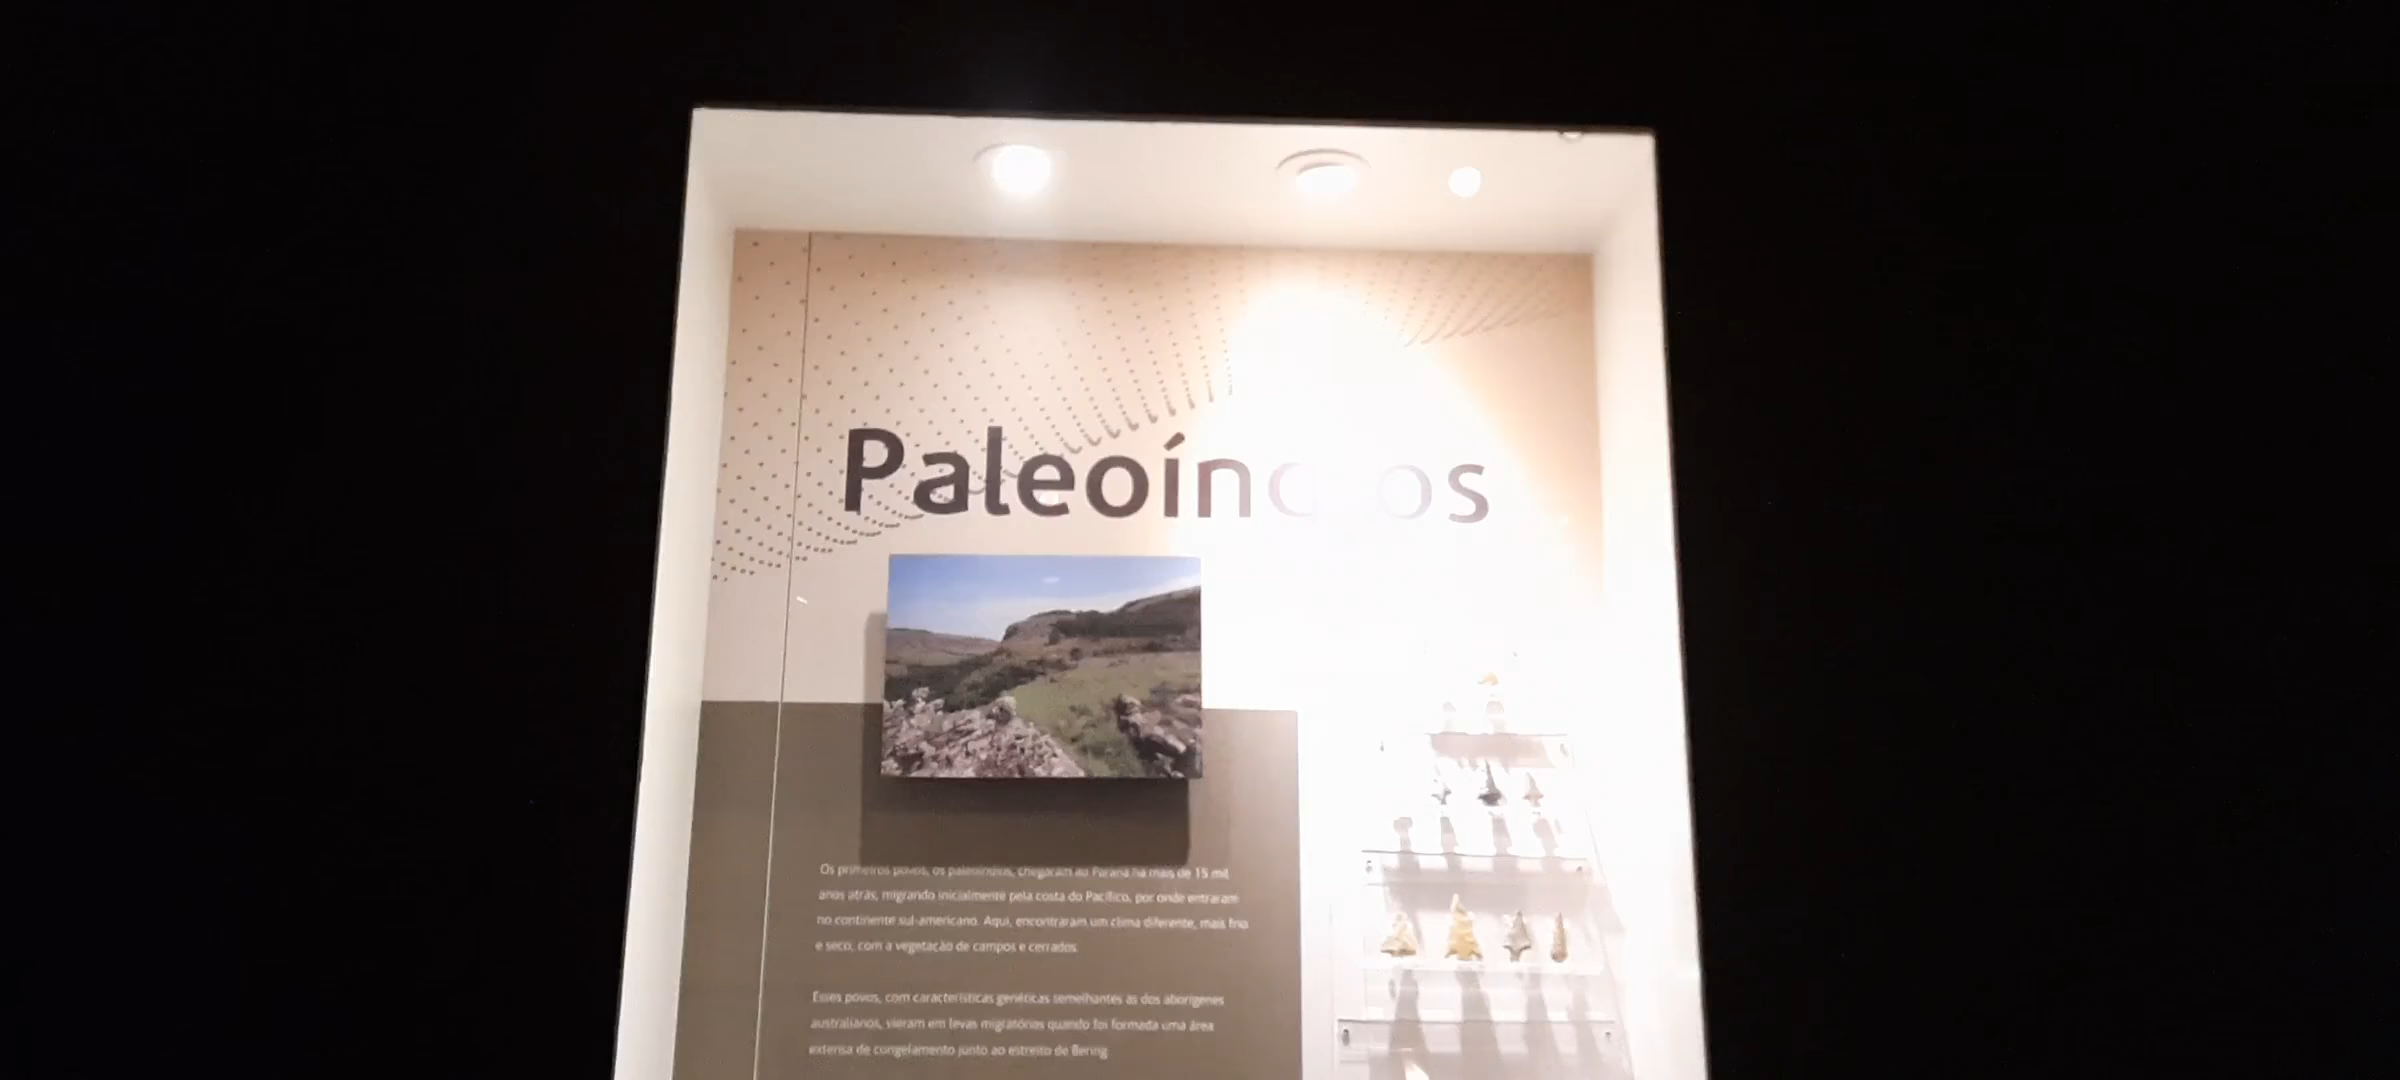 Paleoíndios
Os primeiros povos, os paleoíndios, chegaram ao Paraná há mais de 15 mil
anos atrás, migrando inicialmente pela costa do Pacífico, por onde entraram
no continente sul-americano. Aqui, encontraram um clima diferente, mais frio
e seco, com a vegetação de campos e cerrados.
Esses povos, com características genéticas semelhantes às dos aborígenes
australianos, vieram em levas migratórias quando foi formada uma área
extensa de congelamento junto ao estreito de Bering.